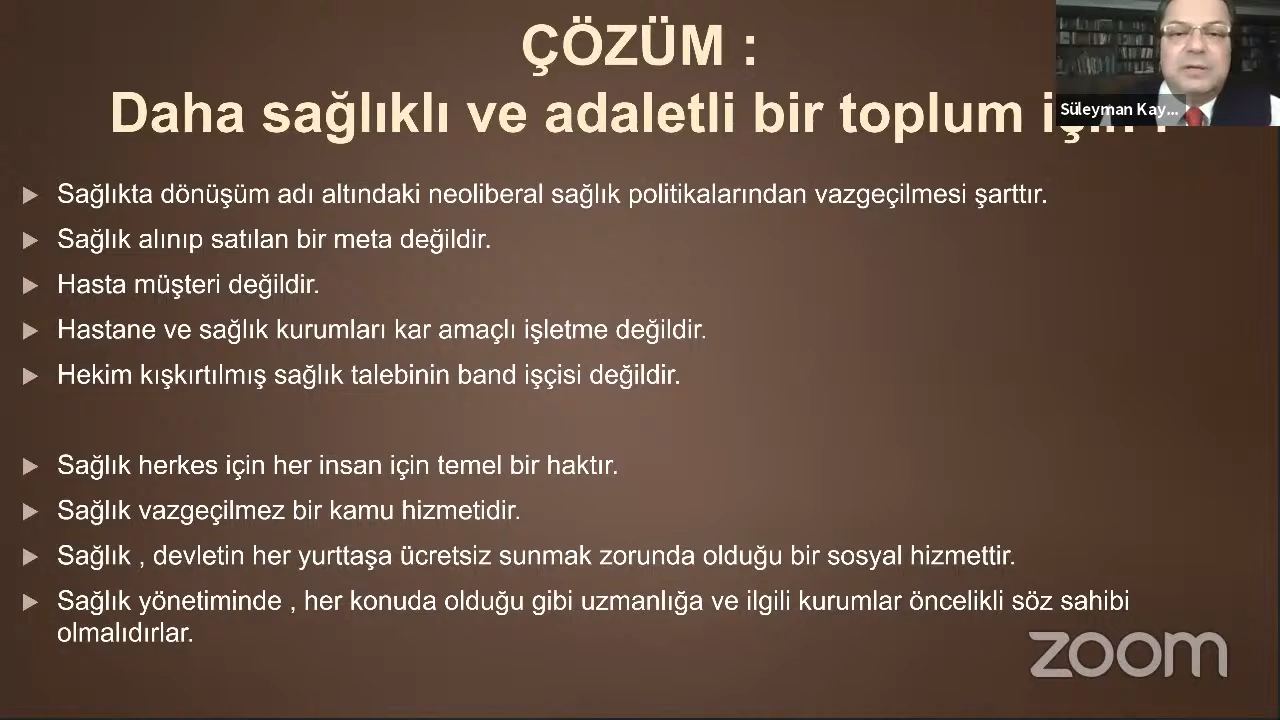 ÇÖZÜM :
Daha sağlıklı ve adaletli bir toplum için :
Süleyman Kay...
Sağlıkta dönüşüm adı altındaki neoliberal sağlık politikalarından vazgeçilmesi şarttır.
Sağlık alınıp satılan bir meta değildir.
Hasta müşteri değildir.
Hastane ve sağlık kurumları kar amaçlı işletme değildir.
Hekim kışkırtılmış sağlık talebinin band işçisi değildir.
Sağlık herkes için her insan için temel bir haktır.
Sağlık vazgeçilmez bir kamu hizmetidir.
Sağlık , devletin her yurttaşa ücretsiz sunmak zorunda olduğu bir sosyal hizmettir.
Sağlık yönetiminde , her konuda olduğu gibi uzmanlığa ve ilgili kurumlar öncelikli söz sahibi
olmalıdırlar.
zoom